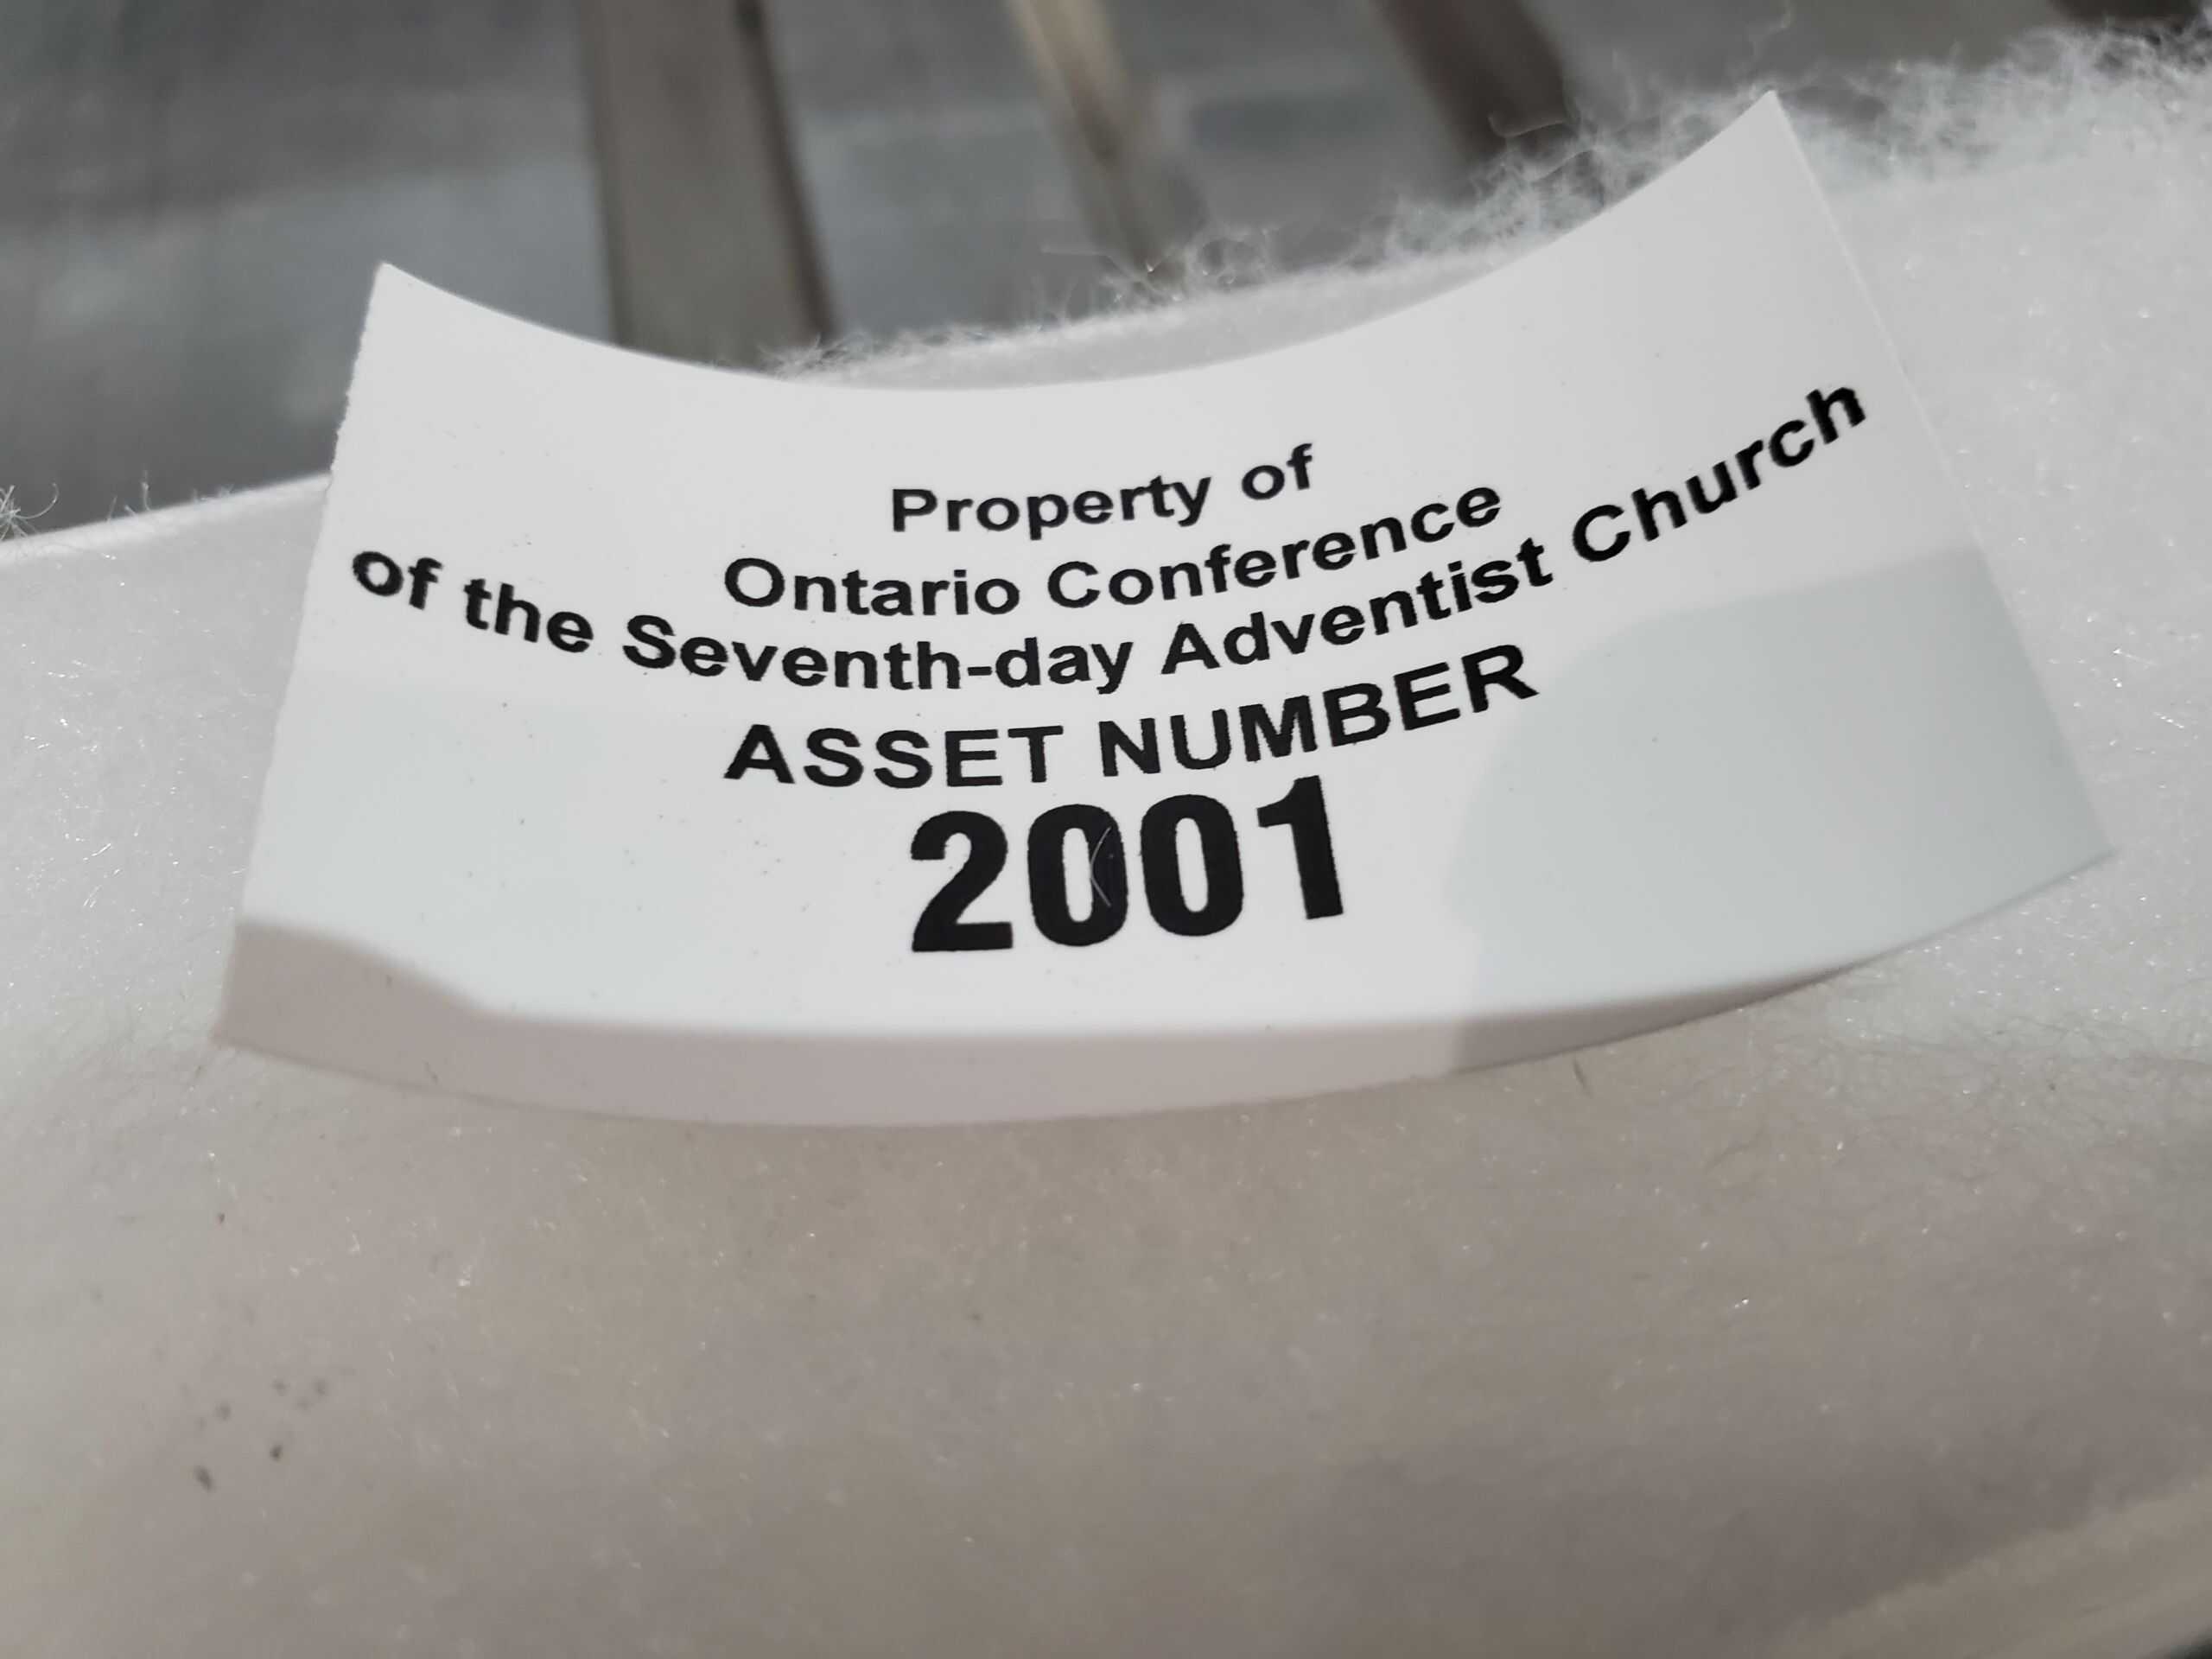 Property of
Ontario Conference
of the Seventh-day Adventist Church
ASSET NUMBER
2001